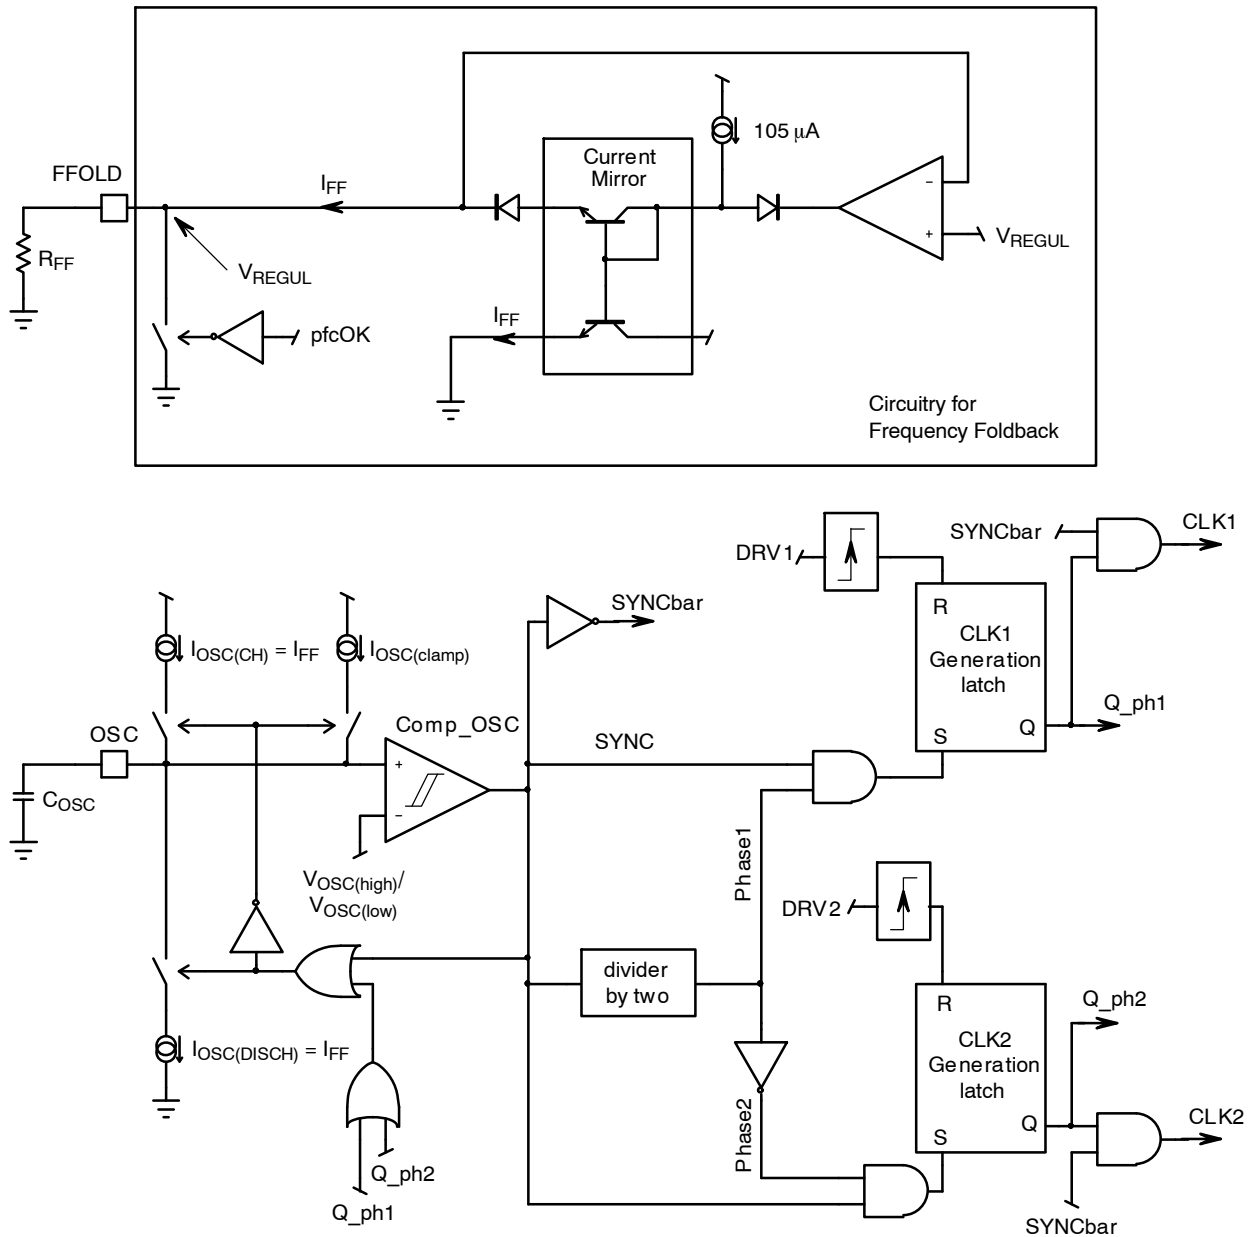 105 μA
Current
Mirror
FFOLD
I_FF
−
+
V_REGUL
R_FF
V_REGUL
pfcOK
I_FF
Circuitry for
Frequency Foldback
SYNCbar
CLK1
DRV1
R
CLK1
Generation
latch
Q
S
Q_ph1
SYNCbar
I_OSC(CH) = I_FF
I_OSC(clamp)
Comp_OSC
OSC
SYNC
+
−
C_OSC
V_OSC(high)/
V_OSC(low)
Phase1
DRV2
divider
by two
R
CLK2
Generation
latch
Q
S
Q_ph2
I_OSC(DISCH) = I_FF
Phase2
CLK2
Q_ph2
Q_ph1
SYNCbar